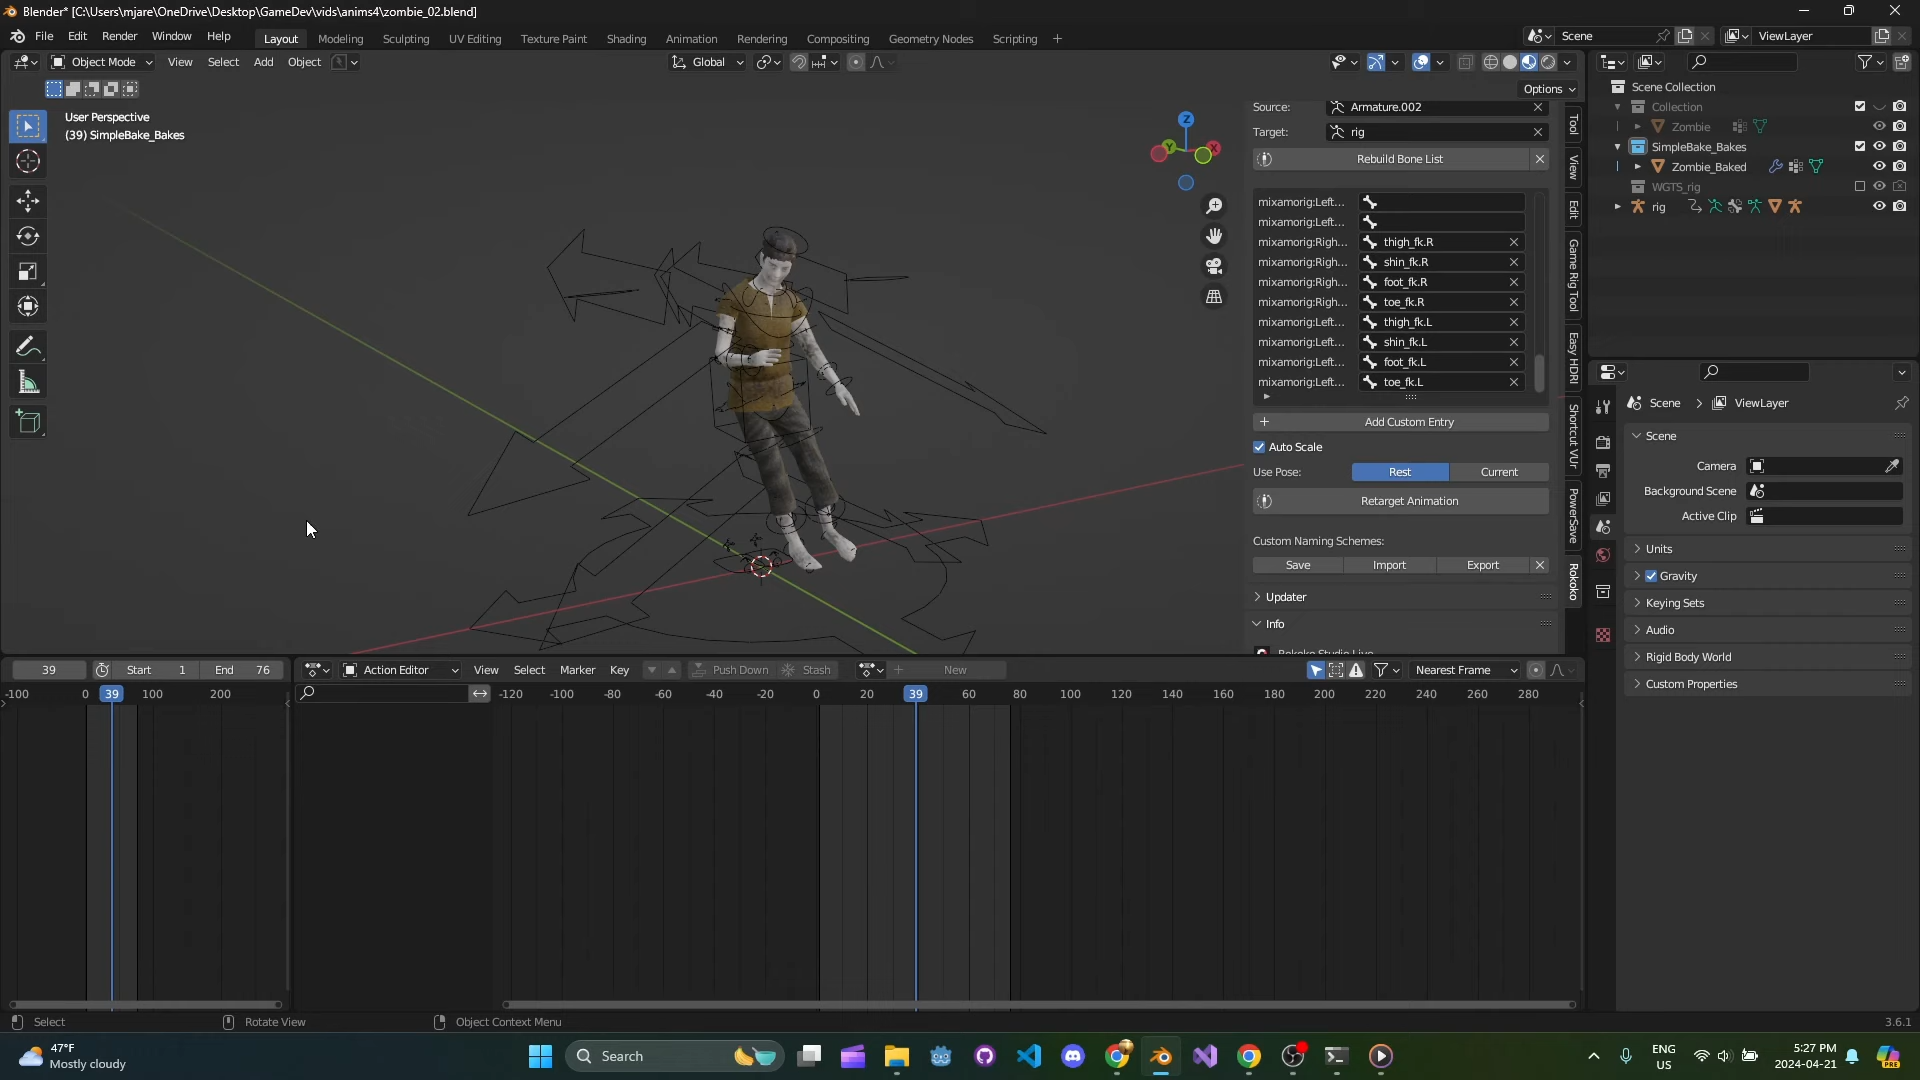 Blender* [C:\Users\mjare\OneDrive\Desktop\GameDev\vids\anims4\zombie_02.blend]
File Edit Render Window Help Layout Modeling Sculpting UV Editing Texture Paint Shading Animation Rendering Compositing Geometry Nodes Scripting + Scene ViewLayer
Object Mode View Select Add Object Global
Options
User Perspective
(39) SimpleBake_Bakes
Z
Y
X
Source: Armature.002
Target: rig
Rebuild Bone List
mixamorig:Left...
mixamorig:Left...
mixamorig:Righ... thigh_fk.R
mixamorig:Righ... shin_fk.R
mixamorig:Righ... foot_fk.R
mixamorig:Righ... toe_fk.R
mixamorig:Left... thigh_fk.L
mixamorig:Left... shin_fk.L
mixamorig:Left... foot_fk.L
mixamorig:Left... toe_fk.L
Add Custom Entry
Auto Scale
Use Pose: Rest Current
Retarget Animation
Custom Naming Schemes:
Save Import Export
Updater
Info
Rokoko Studio Live
Tool
View
Edit
Game Rig Tool
Easy HDRI
Shortcut VUr
PowerSave
Rokoko
Scene Collection
Collection
Zombie
SimpleBake_Bakes
Zombie_Baked
WGTS_rig
rig
Scene > ViewLayer
Scene
Camera
Background Scene
Active Clip
Units
Gravity
Keying Sets
Audio
Rigid Body World
Custom Properties
39 Start 1 End 76 Action Editor View Select Marker Key Push Down Stash New Nearest Frame
-100 0 39 100 200 -120 -100 -80 -60 -40 -20 0 20 39 60 80 100 120 140 160 180 200 220 240 260 280
Select Rotate View Object Context Menu 3.6.1
47°F
Mostly cloudy
Search
ENG
US
5:27 PM
2024-04-21
PRE